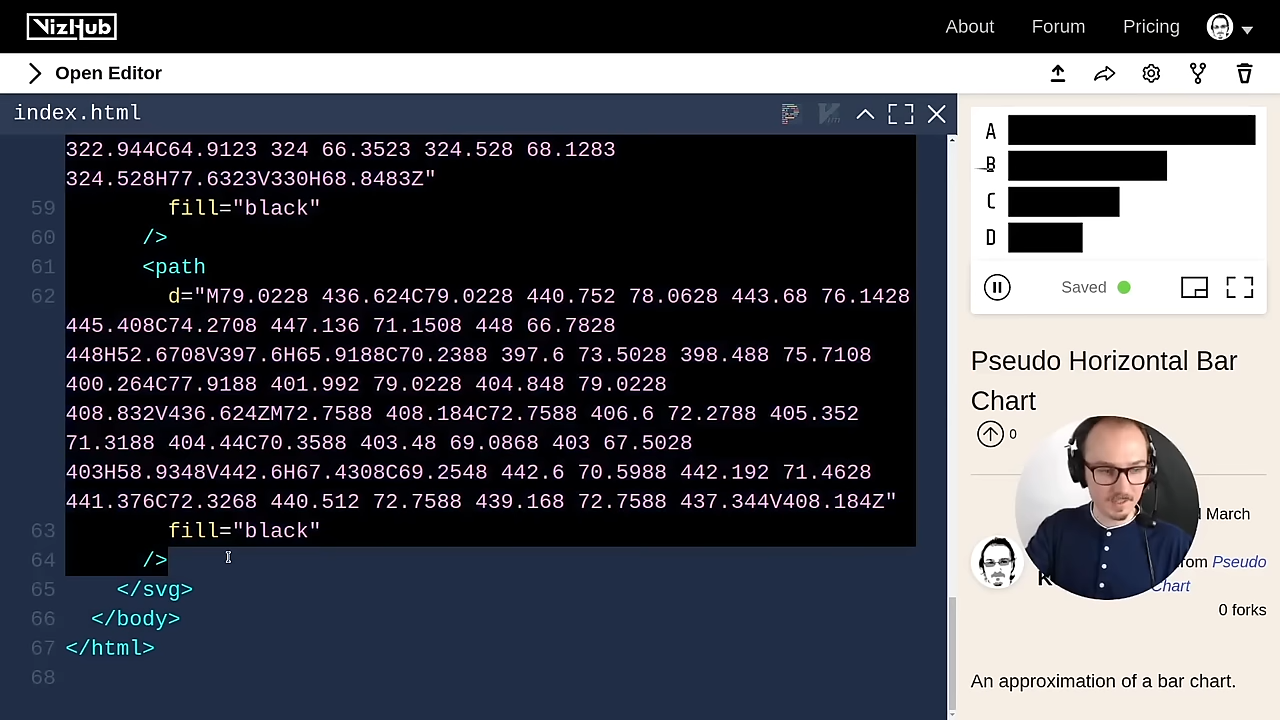 VizHub
About
Forum
Pricing
Open Editor
index.html
322.944C64.9123 324 66.3523 324.528 68.1283
324.528H77.6323V330H68.8483Z"
59 fill="black"
60 />
61 <path
62 d="M79.0228 436.624C79.0228 440.752 78.0628 443.68 76.1428
445.408C74.2708 447.136 71.1508 448 66.7828
448H52.6708V397.6H65.9188C70.2388 397.6 73.5028 398.488 75.7108
400.264C77.9188 401.992 79.0228 404.848 79.0228
408.832V436.624ZM72.7588 408.184C72.7588 406.6 72.2788 405.352
71.3188 404.44C70.3588 403.48 69.0868 403 67.5028
403H58.9348V442.6H67.4308C69.2548 442.6 70.5988 442.192 71.4628
441.376C72.3268 440.512 72.7588 439.168 72.7588 437.344V408.184Z"
63 fill="black"
64 />
65 </svg>
66 </body>
67 </html>
68
A
B
C
D
Saved
Pseudo Horizontal Bar
Chart
0
March
from Pseudo
Chart
0 forks
An approximation of a bar chart.